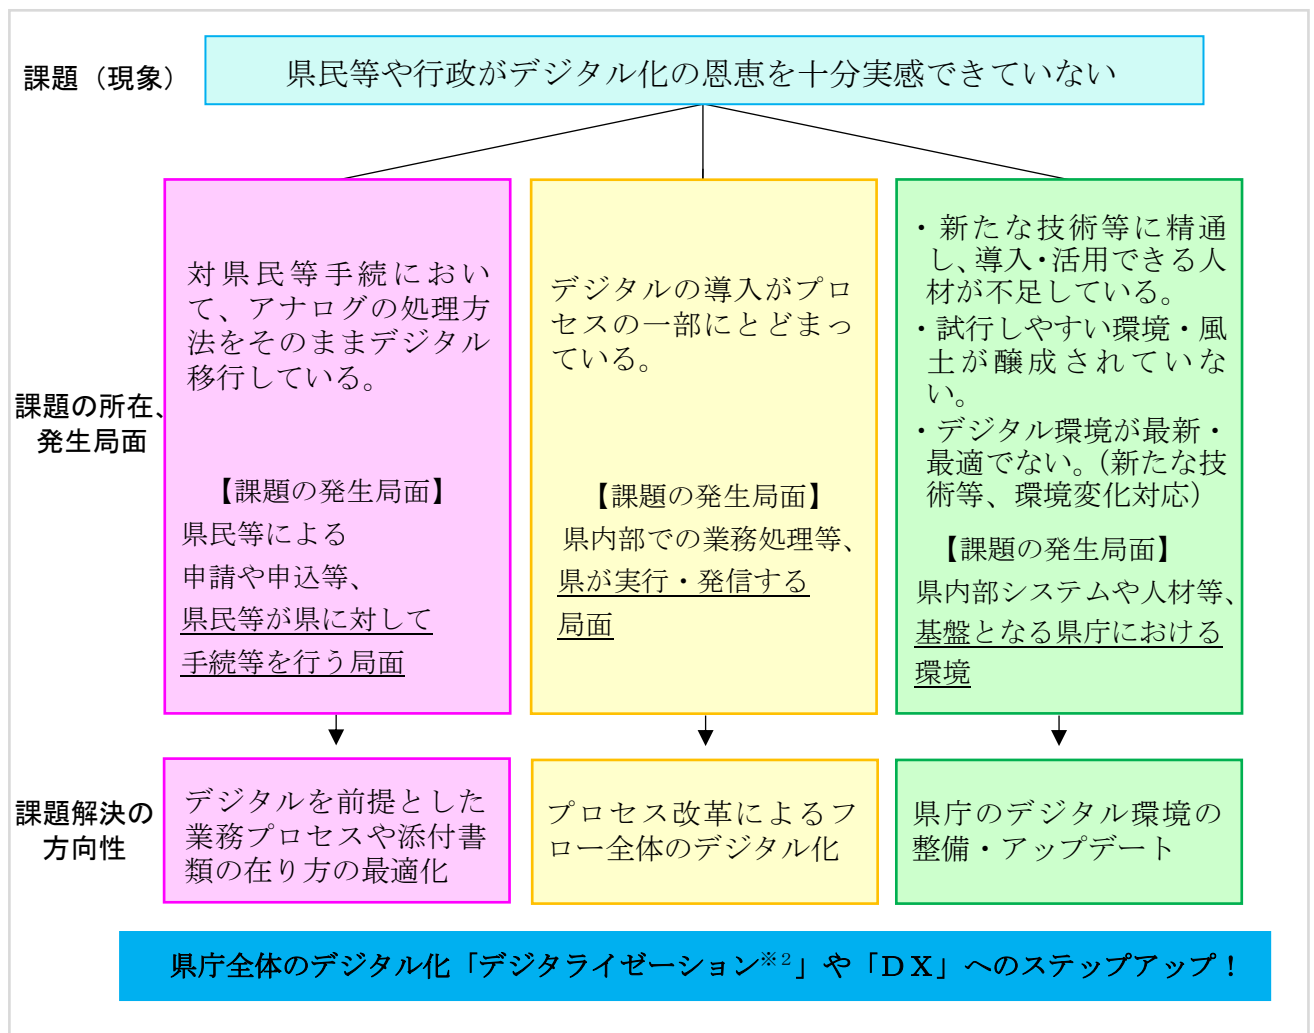 課題（現象）
県民等や行政がデジタル化の恩恵を十分実感できていない
課題の所在、
発生局面
対県民等手続におい
て、アナログの処理方
法をそのままデジタル
移行している。
【課題の発生局面】
県民等による
申請や申込等、
県民等が県に対して
手続等を行う局面
デジタルの導入がプロ
セスの一部にとどまっ
ている。
【課題の発生局面】
県内部での業務処理等、
県が実行・発信する
局面
・新たな技術等に精通
し、導入・活用できる人
材が不足している。
・試行しやすい環境・風
土が醸成されていな
い。
・デジタル環境が最新・
最適でない。（新たな技
術等、環境変化対応）
【課題の発生局面】
県内部システムや人材等、
基盤となる県庁における
環境
課題解決の
方向性
デジタルを前提とした
業務プロセスや添付書
類の在り方の最適化
プロセス改革によるフ
ロー全体のデジタル化
県庁のデジタル環境の
整備・アップデート
県庁全体のデジタル化「デジタライゼーション※２」や「ＤＸ」へのステップアップ！